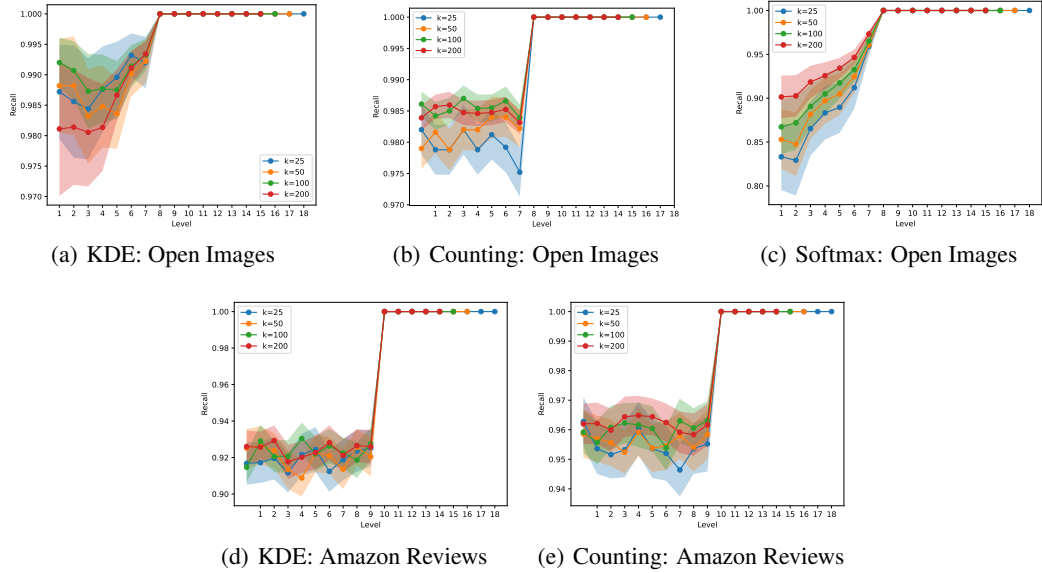 1.000
0.995
0.990
0.985
0.980
0.975
0.970
Recall
k=25
k=50
k=100
k=200
1 2 3 4 5 6 7 8 9 10 11 12 13 14 15 16 17 18
Level
(a) KDE: Open Images
1.000
0.995
0.990
0.985
0.980
0.975
0.970
Recall
k=25
k=50
k=100
k=200
1 2 3 4 5 6 7 8 9 10 11 12 13 14 15 16 17 18
Level
(b) Counting: Open Images
1.00
0.95
0.90
0.85
0.80
Recall
k=25
k=50
k=100
k=200
1 2 3 4 5 6 7 8 9 10 11 12 13 14 15 16 17 18
Level
(c) Softmax: Open Images
1.00
0.98
0.96
0.94
0.92
0.90
Recall
k=25
k=50
k=100
k=200
1 2 3 4 5 6 7 8 9 10 11 12 13 14 15 16 17 18
Level
(d) KDE: Amazon Reviews
1.00
0.99
0.98
0.97
0.96
0.95
0.94
Recall
k=25
k=50
k=100
k=200
1 2 3 4 5 6 7 8 9 10 11 12 13 14 15 16 17 18
Level
(e) Counting: Amazon Reviews